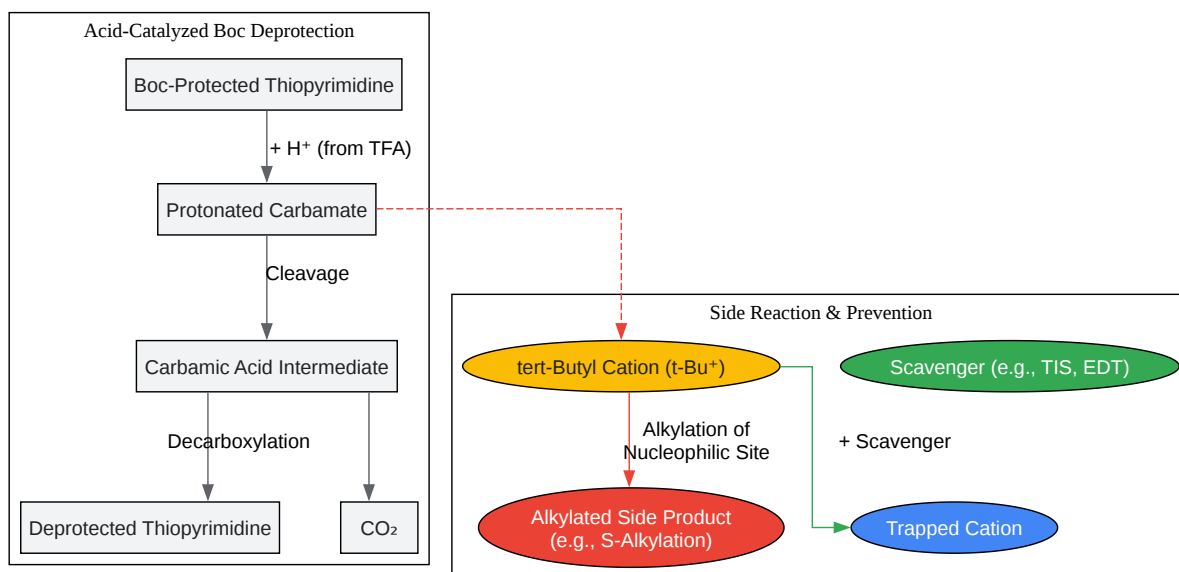 Acid-Catalyzed Boc Deprotection
Boc-Protected Thiopyrimidine
+ H⁺ (from TFA)
Protonated Carbamate
Cleavage
Carbamic Acid Intermediate
Decarboxylation
Deprotected Thiopyrimidine
CO₂
Side Reaction & Prevention
tert-Butyl Cation (t-Bu⁺)
Scavenger (e.g., TIS, EDT)
Alkylation of
Nucleophilic Site
+ Scavenger
Alkylated Side Product
(e.g., S-Alkylation)
Trapped Cation